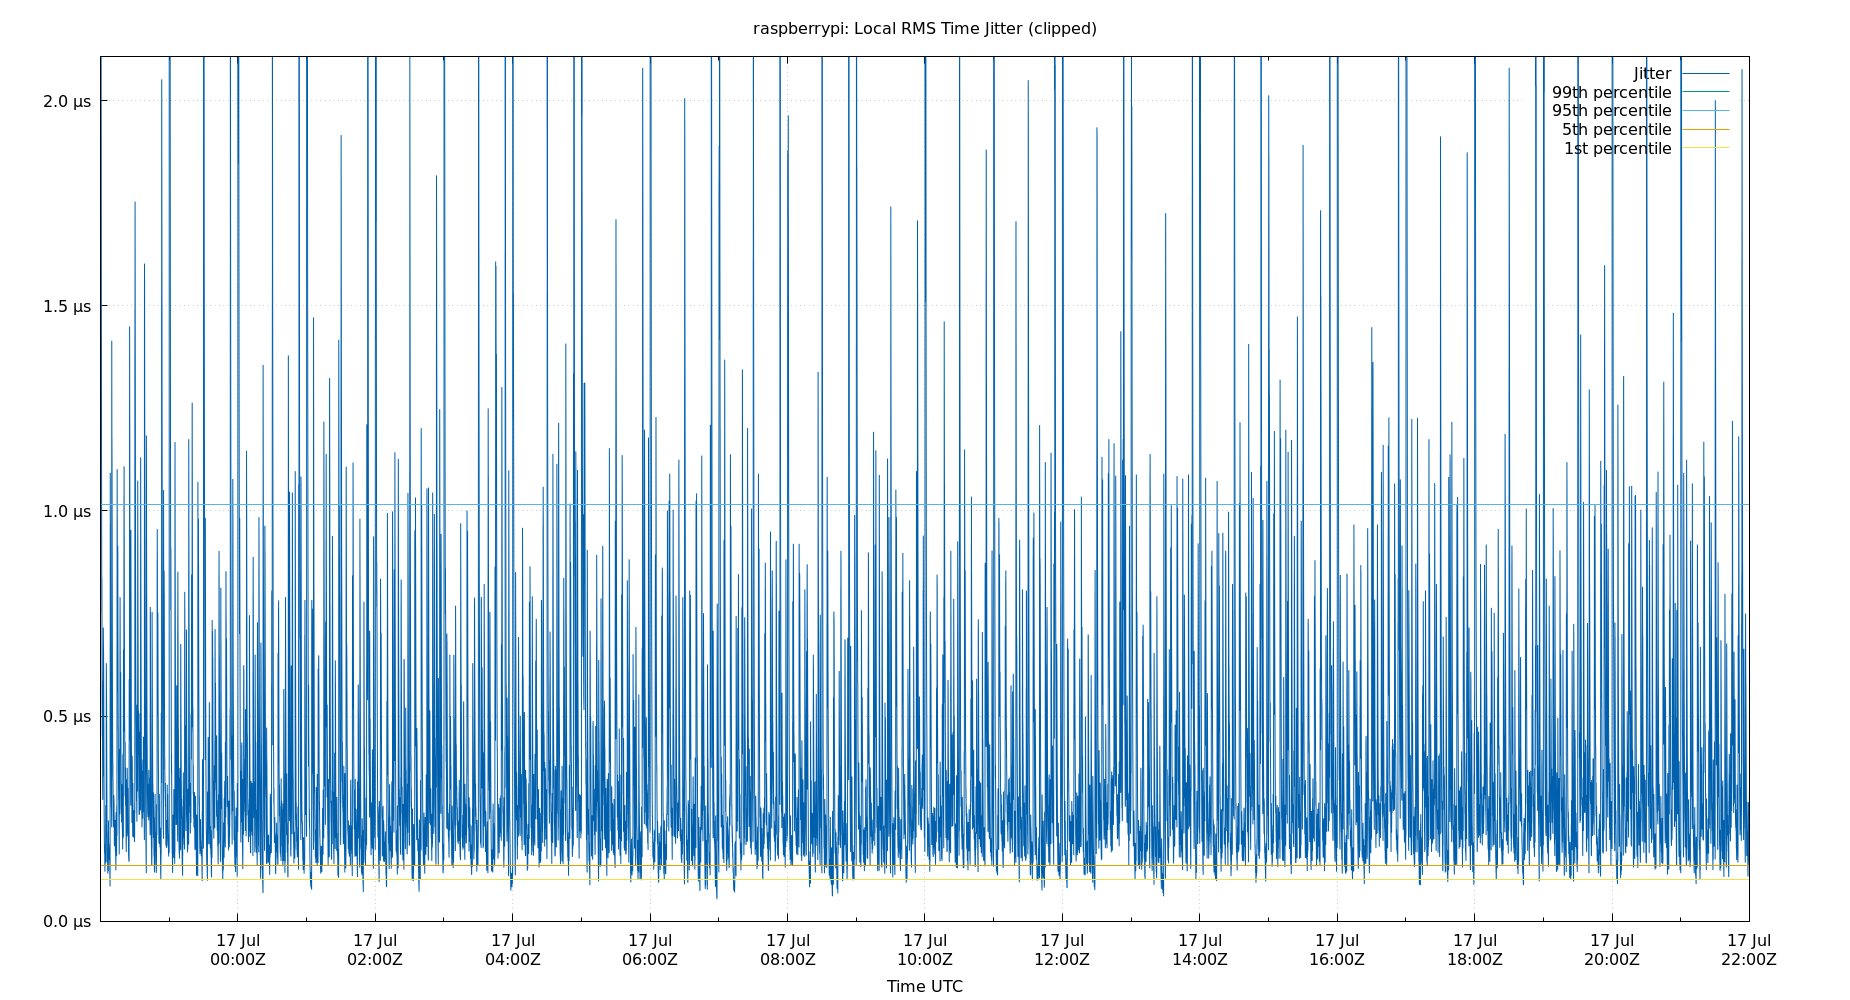 raspberrypi: Local RMS Time Jitter (clipped)
Jitter
99th percentile
95th percentile
5th percentile
1st percentile
2.0 µs
1.5 µs
1.0 µs
0.5 µs
0.0 µs
17 Jul 17 Jul 17 Jul 17 Jul 17 Jul 17 Jul 17 Jul 17 Jul 17 Jul 17 Jul 17 Jul 17 Jul
00:00Z 02:00Z 04:00Z 06:00Z 08:00Z 10:00Z 12:00Z 14:00Z 16:00Z 18:00Z 20:00Z 22:00Z
Time UTC